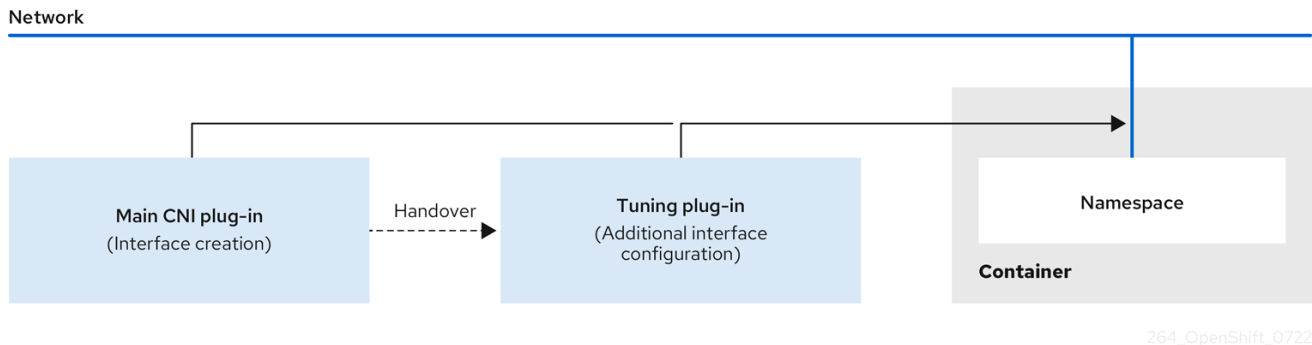 Network
Main CNI plug-in
(Interface creation)
Handover
Tuning plug-in
(Additional interface
configuration)
Namespace
Container
264_OpenShift_0722